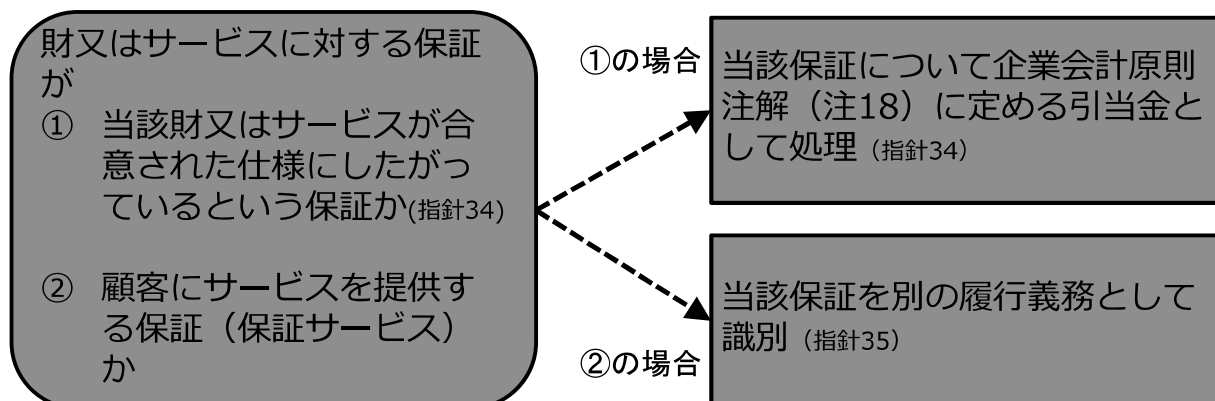 財又はサービスに対する保証
が
① 当該財又はサービスが合
意された仕様にしたがっ
ているという保証か(指針34)
② 顧客にサービスを提供す
る保証（保証サービス）
か
①の場合
当該保証について企業会計原則
注解（注18）に定める引当金と
して処理（指針34）
②の場合
当該保証を別の履行義務として
識別（指針35）